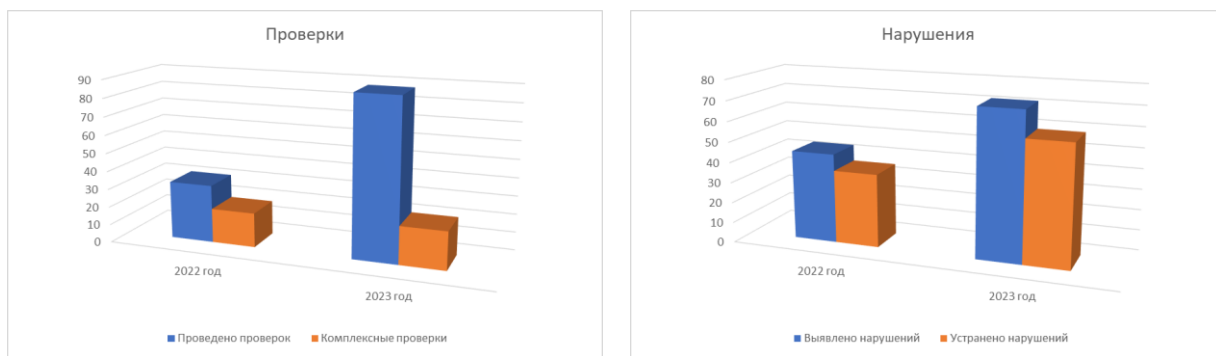 Проверки
90
80
70
60
50
40
30
20
10
0
2022 год
2023 год
Проведено проверок
Комплексные проверки
Нарушения
80
70
60
50
40
30
20
10
0
2022 год
2023 год
Выявлено нарушений
Устранено нарушений